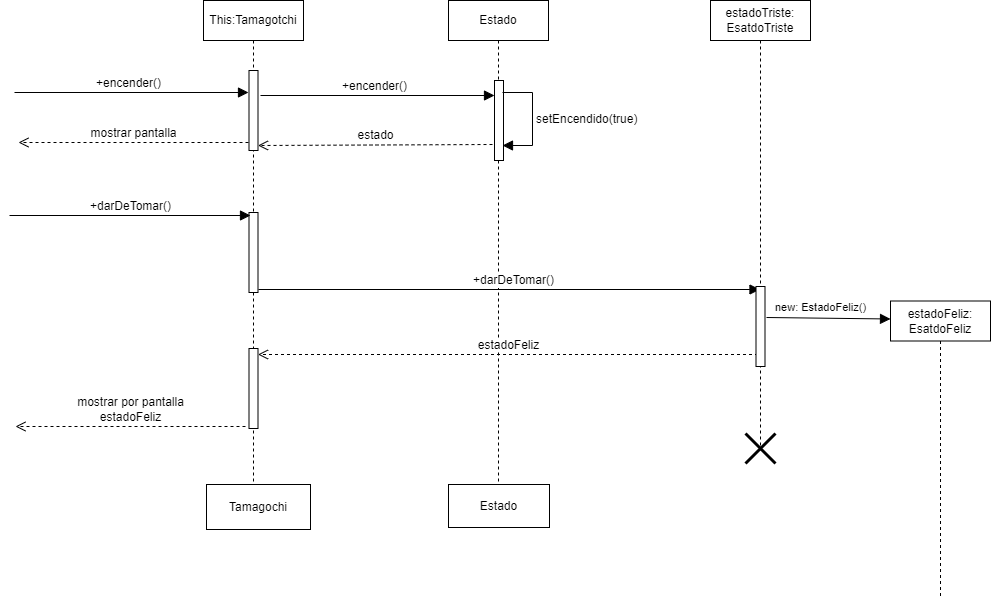 This:Tamagotchi
Estado
estadoTriste:
EsatdoTriste
+encender()
+encender()
setEncendido(true)
mostrar pantalla
estado
+darDeTomar()
+darDeTomar()
new: EstadoFeliz()
estadoFeliz:
EsatdoFeliz
estadoFeliz
mostrar por pantalla
estadoFeliz
Tamagochi
Estado